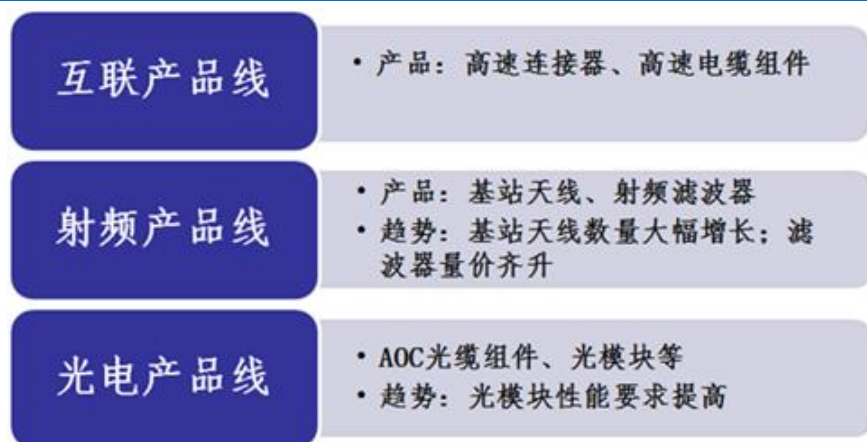 互联产品线
• 产品：高速连接器、高速电缆组件
射频产品线
• 产品：基站天线、射频滤波器
• 趋势：基站天线数量大幅增长；滤
波器量价齐升
光电产品线
• AOC光缆组件、光模块等
• 趋势：光模块性能要求提高